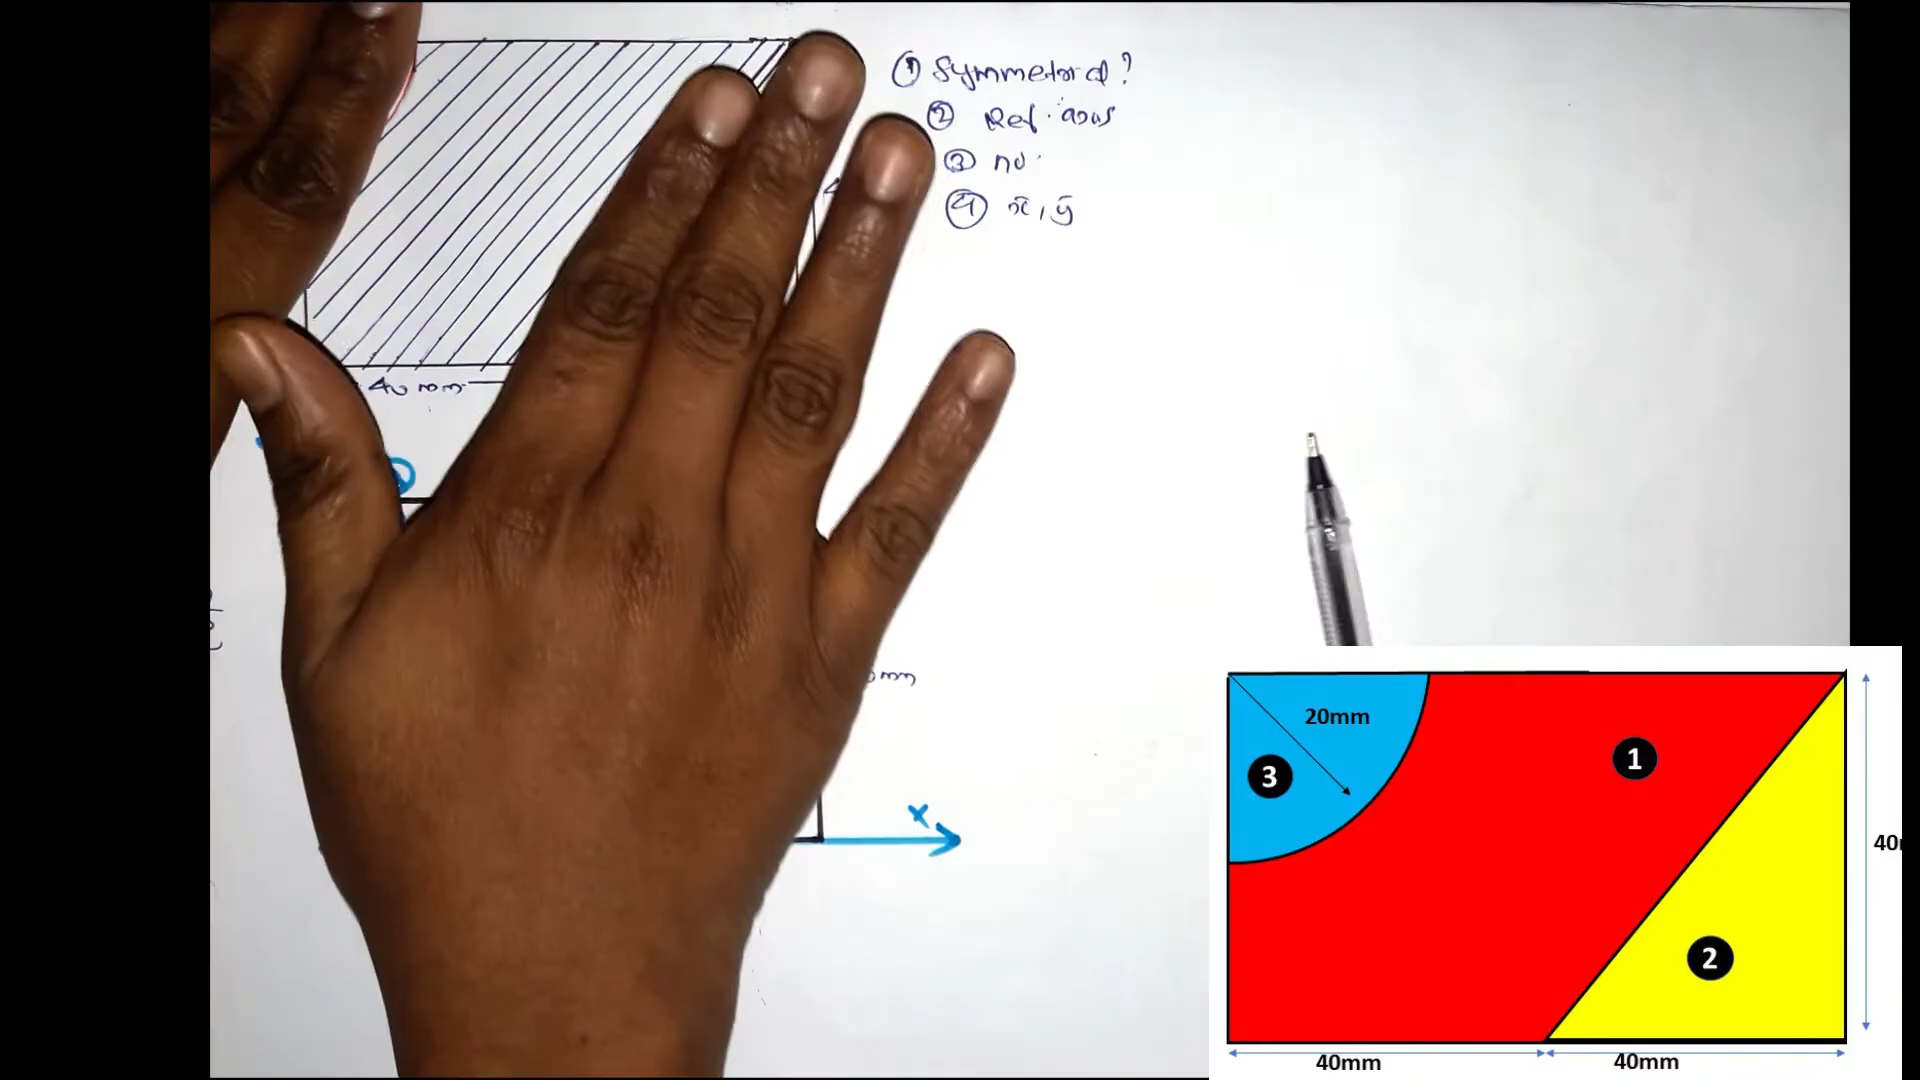 ① Symmetrical?
② Ref. axis
③ no.
④ x̄, ȳ
40 mm
x
20mm
3
1
2
40mm
40mm